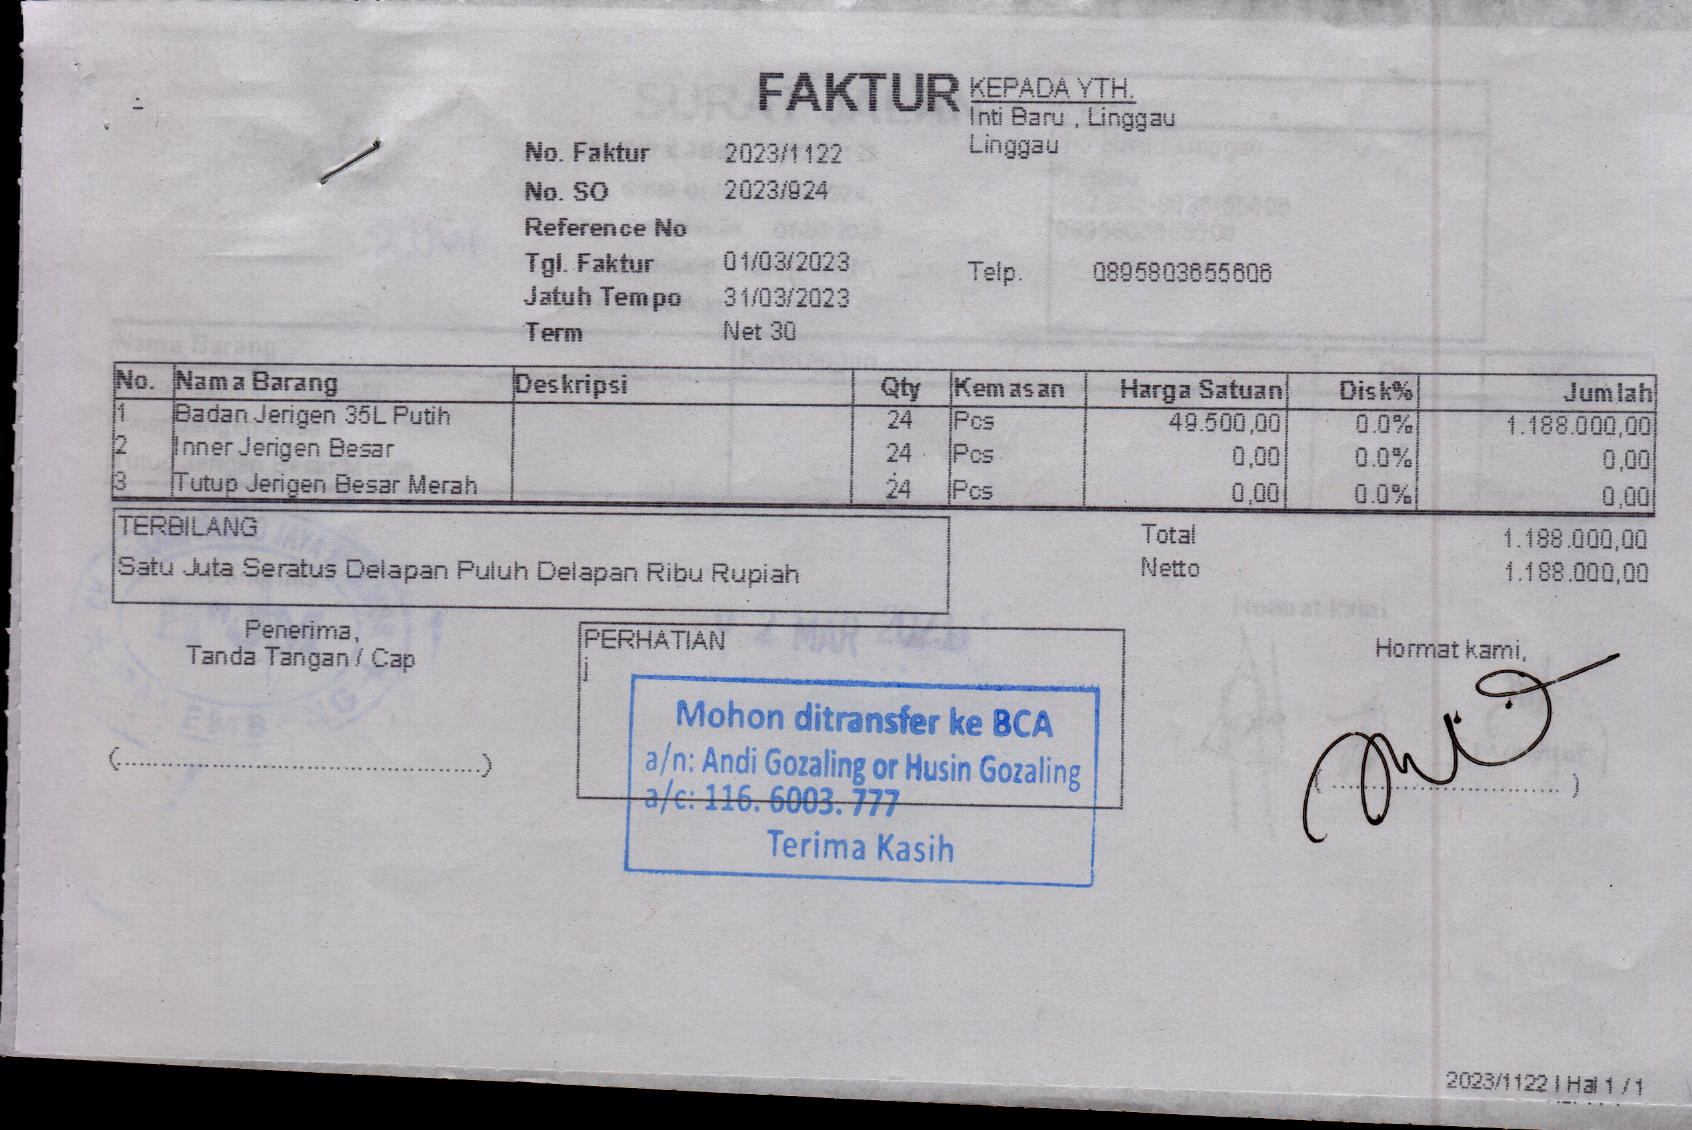 FAKTUR
KEPADA YTH.
Inti Baru , Linggau
Linggau
No. Faktur 2023/1122
No. SO 2023/924
Reference No
Tgl. Faktur 01/03/2023
Jatuh Tempo 31/03/2023
Term Net 30
Telp. 0895803655606
No. Nama Barang Deskripsi Qty Kemasan Harga Satuan Disk% Jumlah
1 Badan Jerigen 35L Putih 24 Pcs 49.500,00 0.0% 1.188.000,00
2 Inner Jerigen Besar 24 Pcs 0,00 0.0% 0,00
3 Tutup Jerigen Besar Merah 24 Pcs 0,00 0.0% 0,00
TERBILANG
Satu Juta Seratus Delapan Puluh Delapan Ribu Rupiah
Total 1.188.000,00
Netto 1.188.000,00
Penerima,
Tanda Tangan / Cap
PERHATIAN
j
Mohon ditransfer ke BCA
a/n: Andi Gozaling or Husin Gozaling
a/c: 116. 6003. 777
Terima Kasih
Hormat kami,
2023/1122 | Hal 1 / 1